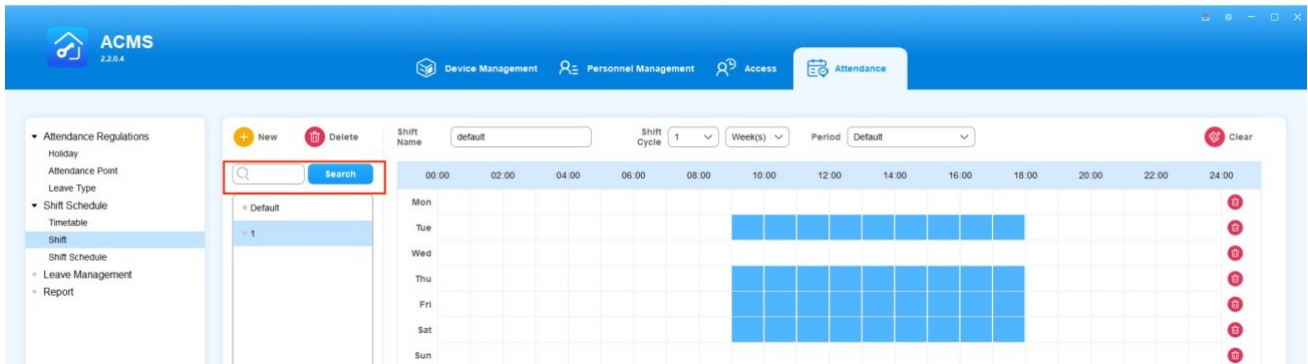 ACMS
2.2.0.4
Device Management Personnel Management Access Attendance
Attendance Regulations
Holiday
Attendance Point
Leave Type
Shift Schedule
Timetable
Shift
Shift Schedule
Leave Management
Report
New Delete
Search
Default
1
Shift Name default Shift Cycle 1 Week(s) Period Default Clear
00:00 02:00 04:00 06:00 08:00 10:00 12:00 14:00 16:00 18:00 20:00 22:00 24:00
Mon
Tue
Wed
Thu
Fri
Sat
Sun